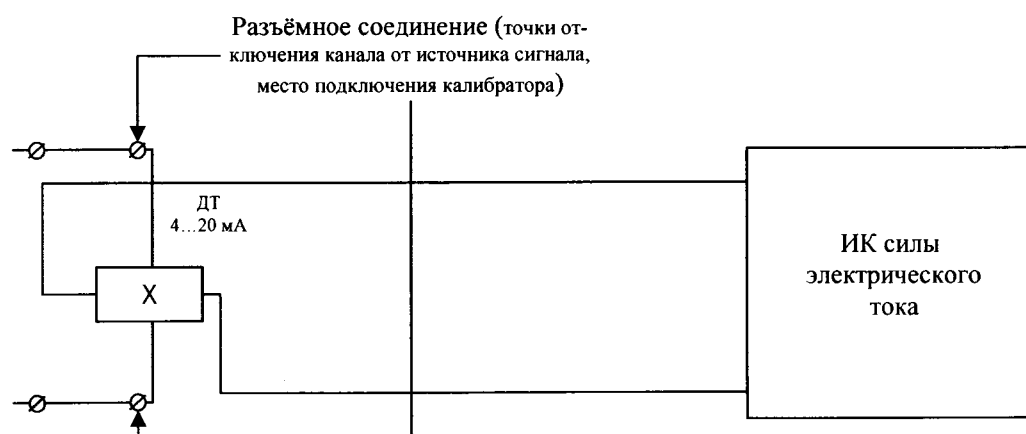 Разъёмное соединение (точки от-
ключения канала от источника сигнала,
место подключения калибратора)
ДТ
4...20 мА
X
ИК силы
электрического
тока